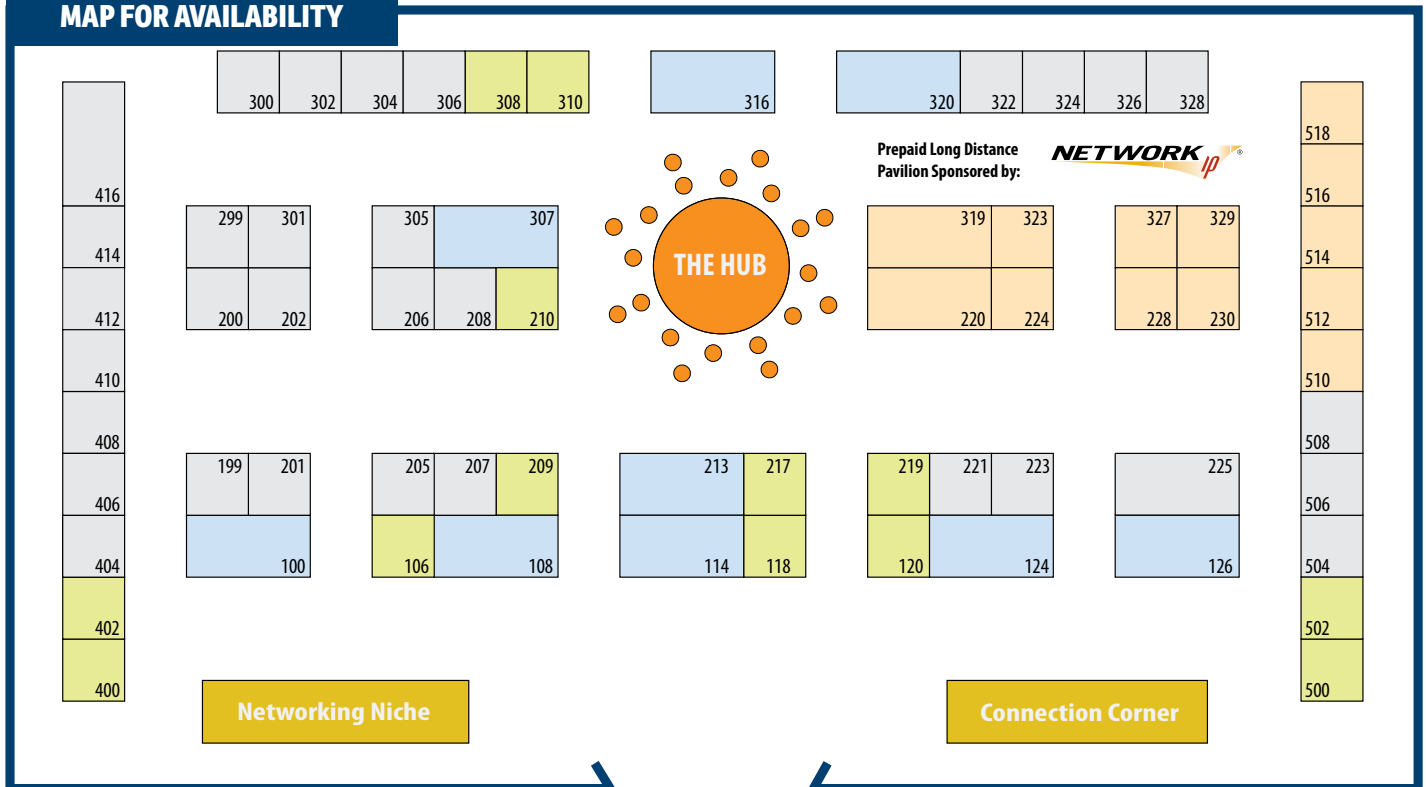 MAP FOR AVAILABILITY
300 302 304 306 308 310 316 320 322 324 326 328
Prepaid Long Distance
Pavilion Sponsored by:
NETWORK IP ®
416
518
516
299 301 305 307 319 323 327 329
THE HUB
414
514
200 202 206 208 210 220 224 228 230
412
512
410
510
408
508
199 201 205 207 209 213 217 219 221 223 225
406
506
100 106 108 114 118 120 124 126
404
504
402
502
400
500
Networking Niche
Connection Corner